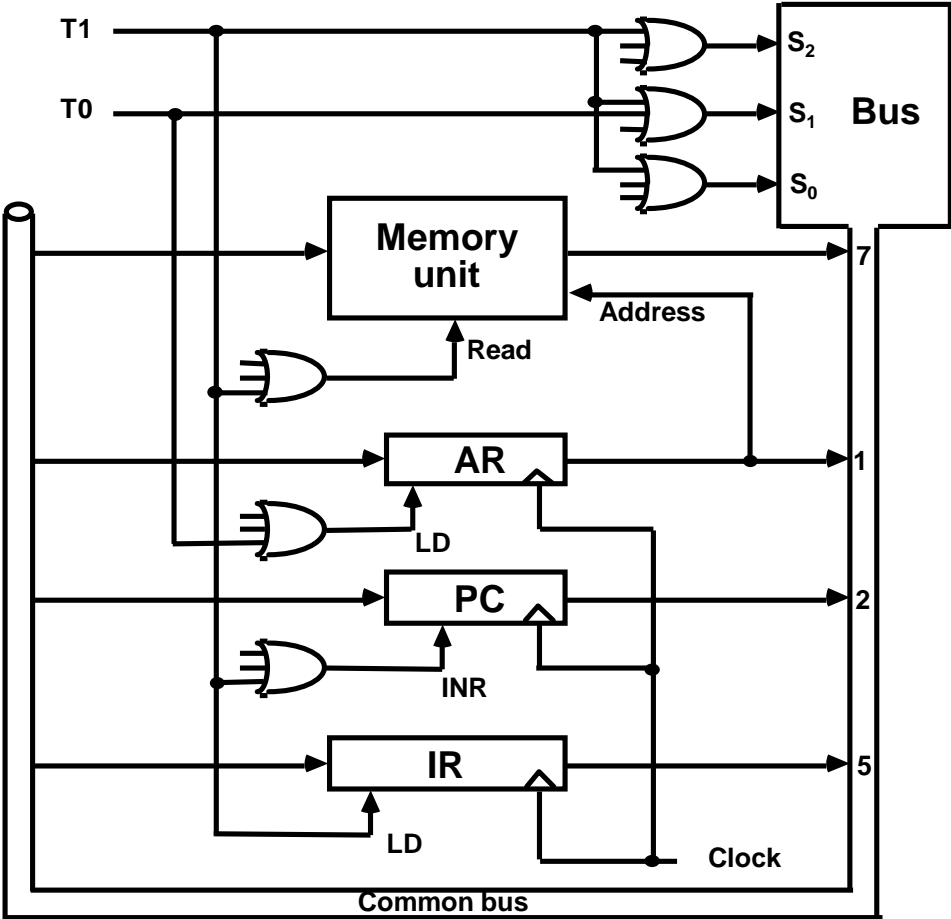 T1
S2
T0
S1
Bus
S0
Memory
unit
7
Address
Read
AR
1
LD
PC
2
INR
IR
5
LD
Clock
Common bus